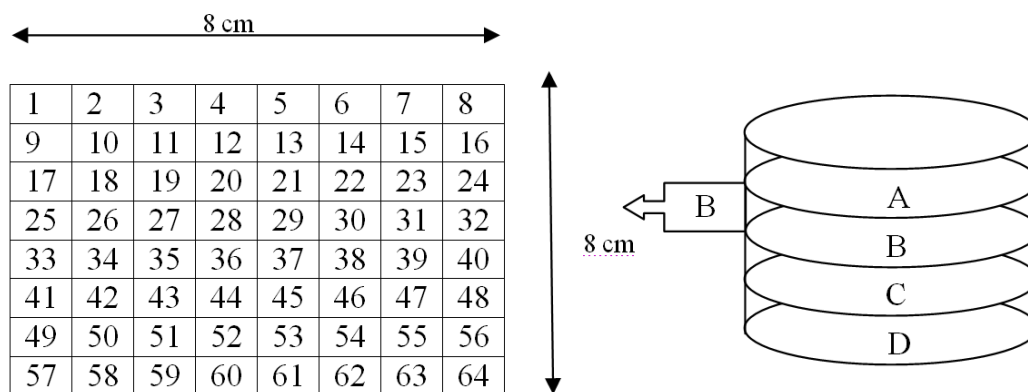 8 cm
1 2 3 4 5 6 7 8
9 10 11 12 13 14 15 16
17 18 19 20 21 22 23 24
25 26 27 28 29 30 31 32
33 34 35 36 37 38 39 40
41 42 43 44 45 46 47 48
49 50 51 52 53 54 55 56
57 58 59 60 61 62 63 64
8 cm
B
A
B
C
D